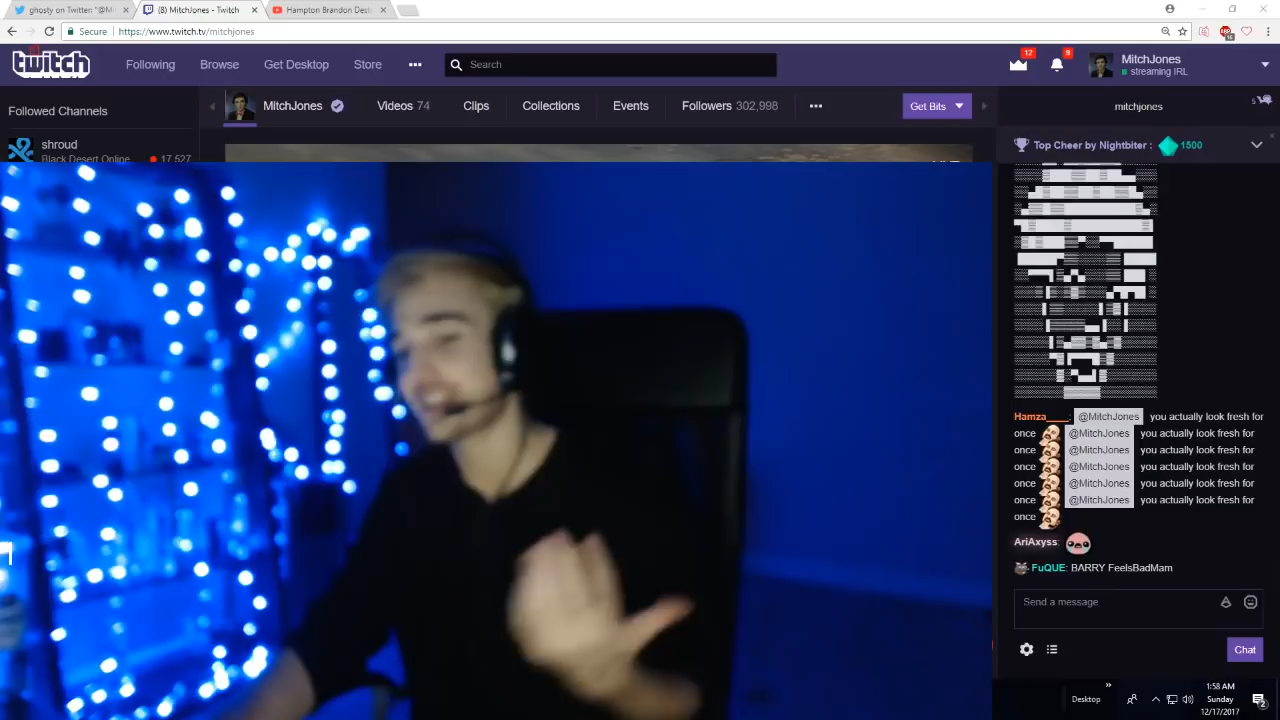 ghosty on Twitter: "@Mi
(8) MitchJones - Twitch
Hampton Brandon Des
Secure
https://www.twitch.tv/mitchjones
twitch
Following
Browse
Get Desktop
Store
Search
12
9
MitchJones
streaming IRL
Followed Channels
shroud
Black Desert Online
17,527
MitchJones
Videos 74
Clips
Collections
Events
Followers 302,998
Get Bits
mitchjones
Top Cheer by Nightbiter :
1500
Hamza____: @MitchJones you actually look fresh for
once @MitchJones you actually look fresh for
once @MitchJones you actually look fresh for
once @MitchJones you actually look fresh for
once @MitchJones you actually look fresh for
once @MitchJones you actually look fresh for
once
AriAxyss:
FuQUE: BARRY FeelsBadMam
Send a message
Chat
Desktop
1:58 AM
Sunday
12/17/2017